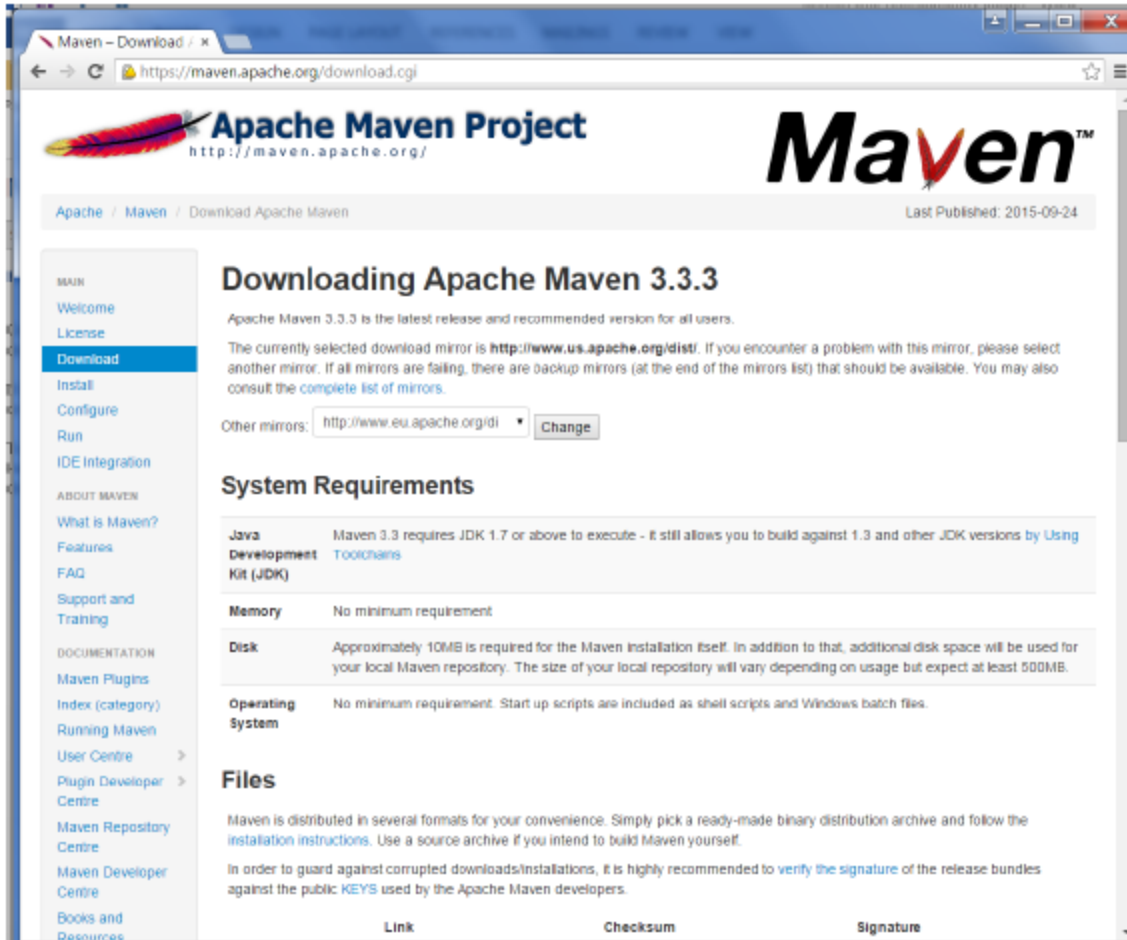 Maven – Download /
https://maven.apache.org/download.cgi
Apache Maven Project
http://maven.apache.org/
Maven™
Apache / Maven / Download Apache Maven
Last Published: 2015-09-24
MAIN
Welcome
License
Download
Install
Configure
Run
IDE Integration
ABOUT MAVEN
What is Maven?
Features
FAQ
Support and
Training
DOCUMENTATION
Maven Plugins
Index (category)
Running Maven
User Centre
Plugin Developer
Centre
Maven Repository
Centre
Maven Developer
Centre
Books and
Resources
Downloading Apache Maven 3.3.3
Apache Maven 3.3.3 is the latest release and recommended version for all users.
The currently selected download mirror is http://www.us.apache.org/dist/. If you encounter a problem with this mirror, please select
another mirror. If all mirrors are failing, there are backup mirrors (at the end of the mirrors list) that should be available. You may also
consult the complete list of mirrors.
Other mirrors: http://www.eu.apache.org/di Change
System Requirements
Java Maven 3.3 requires JDK 1.7 or above to execute - it still allows you to build against 1.3 and other JDK versions by Using
Development Toolchains
Kit (JDK)
Memory No minimum requirement
Disk Approximately 10MB is required for the Maven installation itself. In addition to that, additional disk space will be used for
your local Maven repository. The size of your local repository will vary depending on usage but expect at least 500MB.
Operating No minimum requirement. Start up scripts are included as shell scripts and Windows batch files.
System
Files
Maven is distributed in several formats for your convenience. Simply pick a ready-made binary distribution archive and follow the
installation instructions. Use a source archive if you intend to build Maven yourself.
In order to guard against corrupted downloads/installations, it is highly recommended to verify the signature of the release bundles
against the public KEYS used by the Apache Maven developers.
Link Checksum Signature